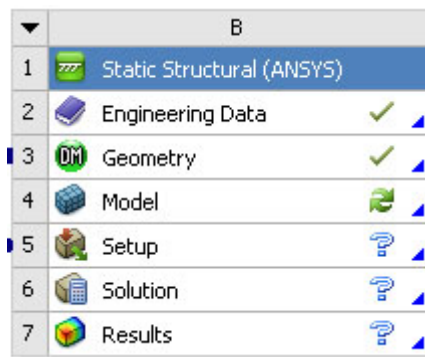 B
1 Static Structural (ANSYS)
2 Engineering Data
3 DM Geometry
4 Model
5 Setup ?
6 Solution ?
7 Results ?